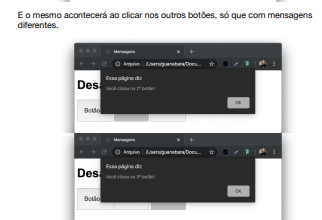 E o mesmo acontecerá ao clicar nos outros botões, só que com mensagens
diferentes.
Mensagens × +
Arquivo | /Users/guanabara/Docu...
Essa página diz
Você clicou no 2º botão!
OK
Des
Botão
Mensagens × +
Arquivo | /Users/guanabara/Docu...
Essa página diz
Você clicou no 3º botão!
OK
Des
Botão